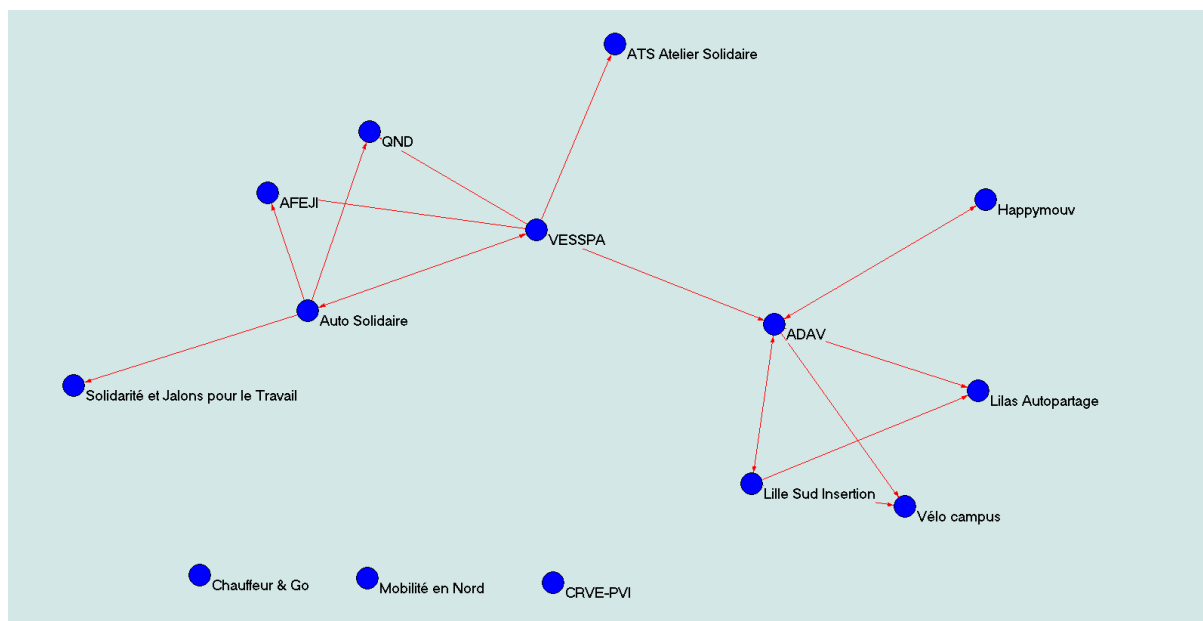 ATS Atelier Solidaire
QND
AFEJI
Happymouv
VESSPA
Auto Solidaire
ADAV
Solidarité et Jalons pour le Travail
Lilas Autopartage
Lille Sud Insertion
Vélo campus
Chauffeur & Go
Mobilité en Nord
CRVE-PVI